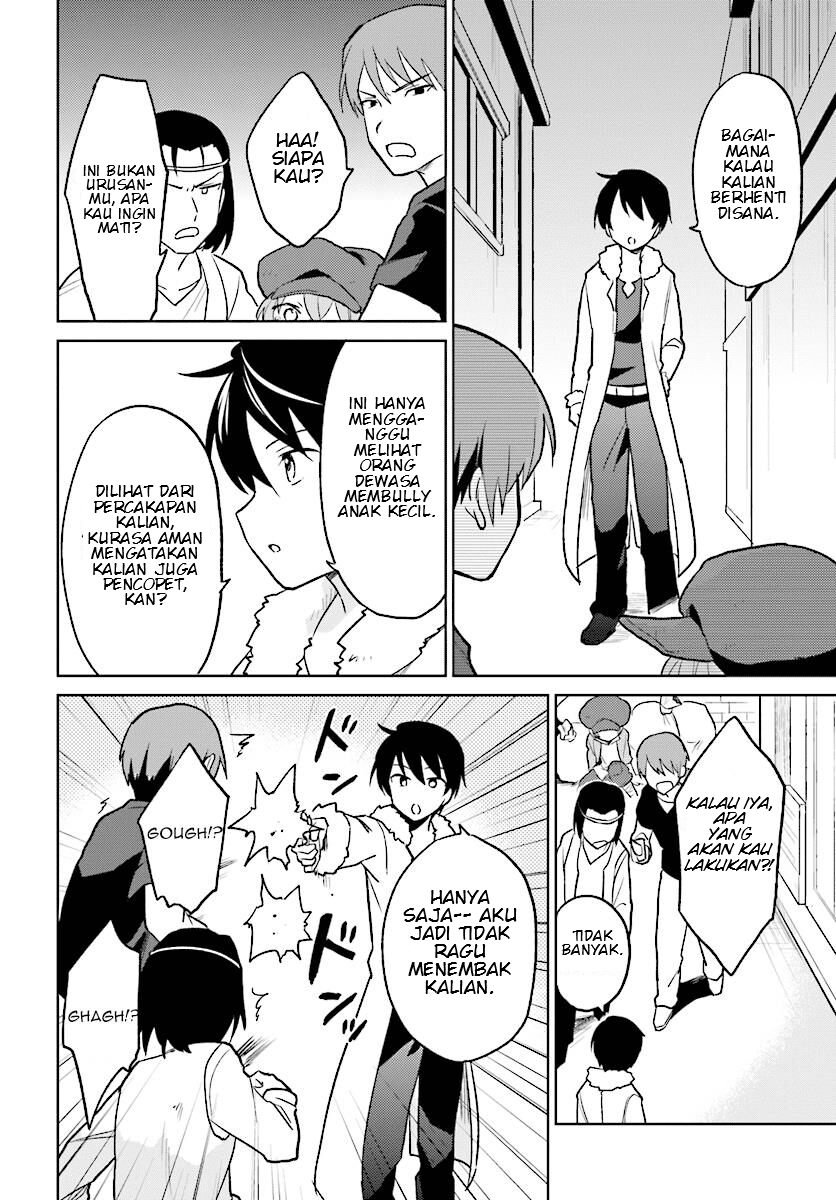 BAGAI-
MANA
KALAU
KALIAN
BERHENTI
DISANA.
HAA!
SIAPA
KAU?
INI BUKAN
URUSAN-
MU, APA
KAU INGIN
MATI?
INI HANYA
MENGGA-
NGGU
MELIHAT
ORANG
DEWASA
MEMBULLY
ANAK KECIL.
DILIHAT DARI
PERCAKAPAN
KALIAN,
KURASA AMAN
MENGATAKAN
KALIAN JUGA
PENCOPET,
KAN?
KALAU IYA,
APA
YANG
AKAN KAU
LAKUKAN?!
TIDAK
BANYAK.
HANYA
SAJA-- AKU
JADI TIDAK
RAGU
MENEMBAK
KALIAN.
ドン
ドン
GOUGH!?
GHAGH!?